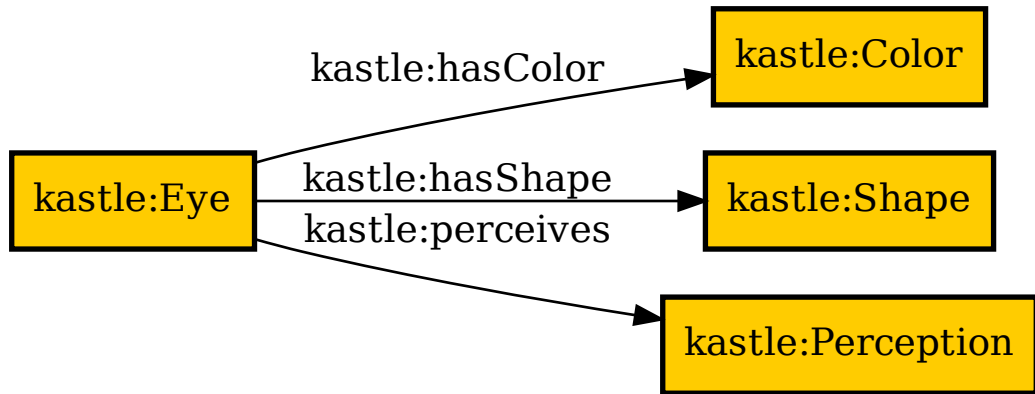 kastle:Color
kastle:hasColor
kastle:Eye
kastle:hasShape
kastle:Shape
kastle:perceives
kastle:Perception